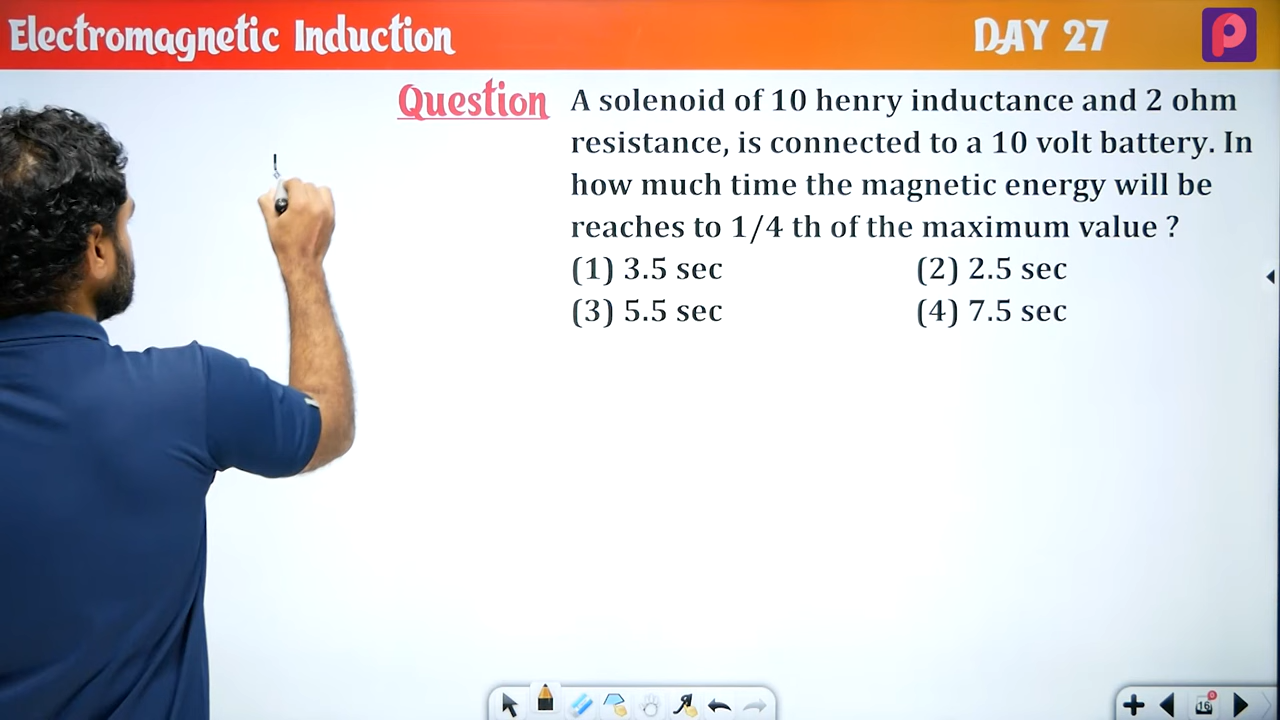 Electromagnetic Induction
DAY 27
Question A solenoid of 10 henry inductance and 2 ohm
resistance, is connected to a 10 volt battery. In
how much time the magnetic energy will be
reaches to 1/4 th of the maximum value ?
(1) 3.5 sec (2) 2.5 sec
(3) 5.5 sec (4) 7.5 sec
16